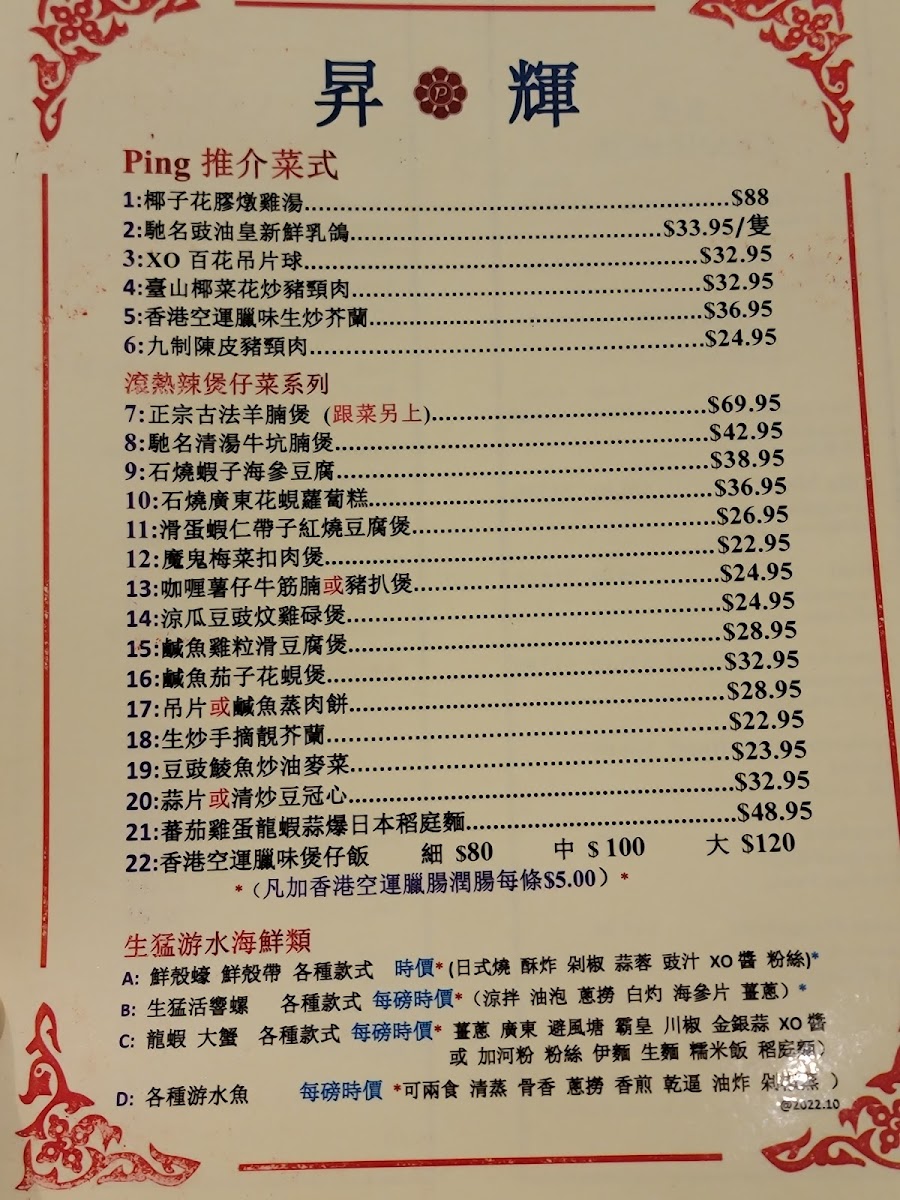 昇 P 輝
Ping 推介菜式
1:椰子花膠燉雞湯....................$88
2:馳名豉油皇新鮮乳鴿....................$33.95/隻
3:XO 百花吊片球....................$32.95
4:臺山椰菜花炒豬頸肉....................$32.95
5:香港空運臘味生炒芥蘭....................$36.95
6:九制陳皮豬頸肉....................$24.95
滾熱辣煲仔菜系列
7:正宗古法羊腩煲 (跟菜另上)....................$69.95
8:馳名清湯牛坑腩煲....................$42.95
9:石燒蝦子海參豆腐....................$38.95
10:石燒廣東花蜆蘿蔔糕....................$36.95
11:滑蛋蝦仁帶子紅燒豆腐煲....................$26.95
12:魔鬼梅菜扣肉煲....................$22.95
13:咖喱薯仔牛筋腩或豬扒煲....................$24.95
14:涼瓜豆豉炆雞碌煲....................$24.95
15:鹹魚雞粒滑豆腐煲....................$28.95
16:鹹魚茄子花蜆煲....................$32.95
17:吊片或鹹魚蒸肉餅....................$28.95
18:生炒手摘靚芥蘭....................$22.95
19:豆豉鯪魚炒油麥菜....................$23.95
20:蒜片或清炒豆冠心....................$32.95
21:蕃茄雞蛋龍蝦蒜爆日本稻庭麵....................$48.95
22:香港空運臘味煲仔飯 細 $80 中 $ 100 大 $120
*（凡加香港空運臘腸潤腸每條$5.00）*
生猛游水海鮮類
A: 鮮殼蠔 鮮殼帶 各種款式 時價*(日式燒 酥炸 剁椒 蒜蓉 豉汁 XO 醬 粉絲)*
B: 生猛活響螺 各種款式 每磅時價*（涼拌 油泡 蔥撈 白灼 海參片 薑蔥）*
C: 龍蝦 大蟹 各種款式 每磅時價* 薑蔥 廣東 避風塘 霸皇 川椒 金銀蒜 XO 醬
或 加河粉 粉絲 伊麵 生麵 糯米飯 稻庭麵）
D: 各種游水魚 每磅時價 *可兩食 清蒸 骨香 蔥撈 香煎 乾逼 油炸 剁 ）
@2022.10